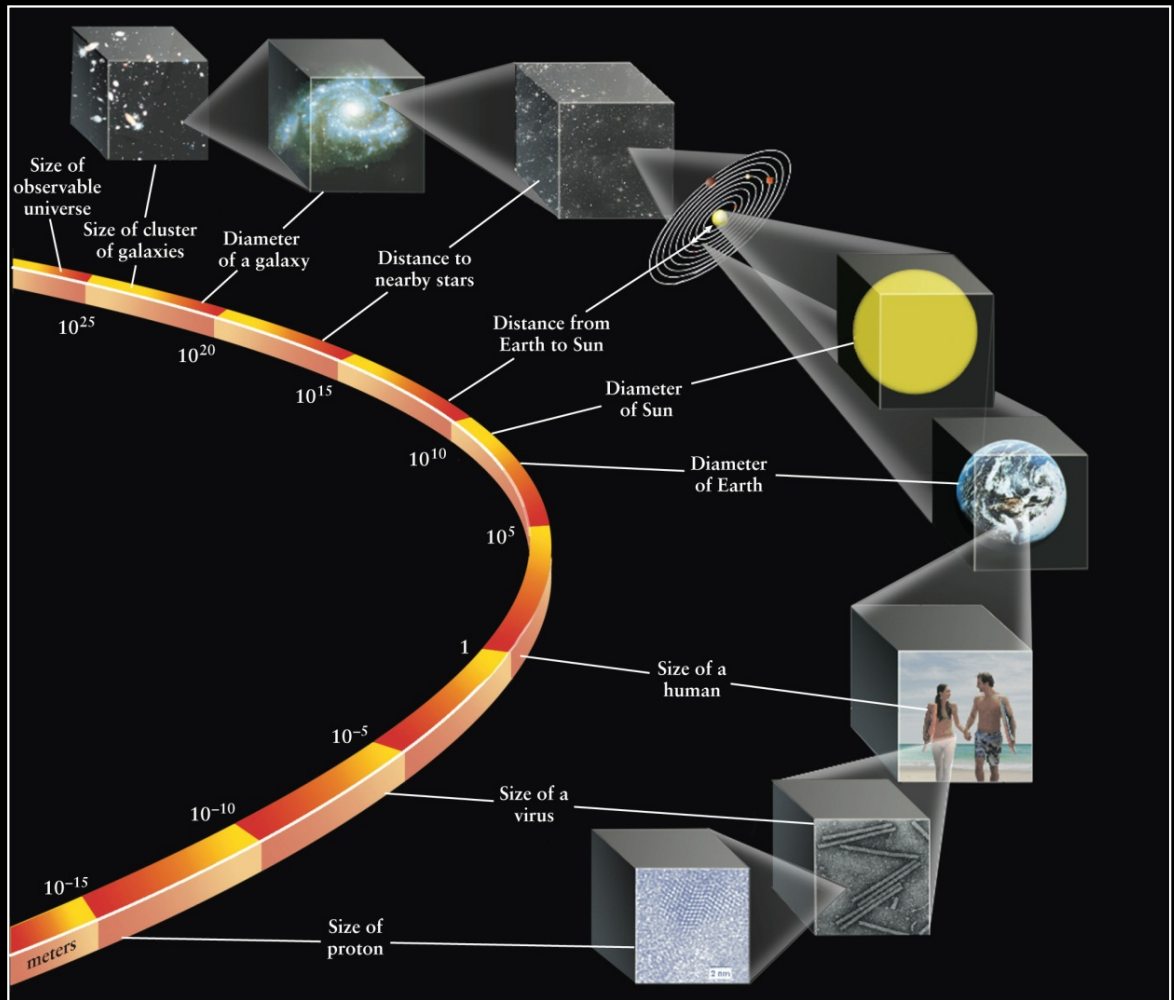 Size of
observable
universe
Size of cluster
of galaxies
Diameter
of a galaxy
Distance to
nearby stars
Distance from
Earth to Sun
Diameter
of Sun
Diameter
of Earth
Size of a
human
Size of a
virus
Size of
proton
10²⁵
10²⁰
10¹⁵
10¹⁰
10⁵
1
10⁻⁵
10⁻¹⁰
10⁻¹⁵
meters
2 nm